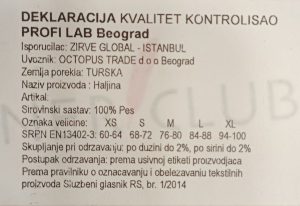 DEKLARACIJA KVALITET KONTROLISAO
PROFI LAB Beograd
Isporucilac: ZIRVE GLOBAL - ISTANBUL
Uvoznik: OCTOPUS TRADE d o o Beograd
Zemlja porekla: TURSKA
Naziv proizvoda : Haljina
Artikal:
Sirovinski sastav: 100% Pes
Oznaka velicine: XS S M L XL
SRPN EN13402-3: 60-64 68-72 76-80 84-88 94-100
Skupljanje pri odrzavanju: po duzini do 2%, po sirini do 2%
Postupak odrzavanja: prema usivnoj etiketi proizvodjaca
Prema pravilniku o oznacavanju i obelezavanju tekstilnih
proizvoda Sluzbeni glasnik RS, br. 1/2014
CLUB